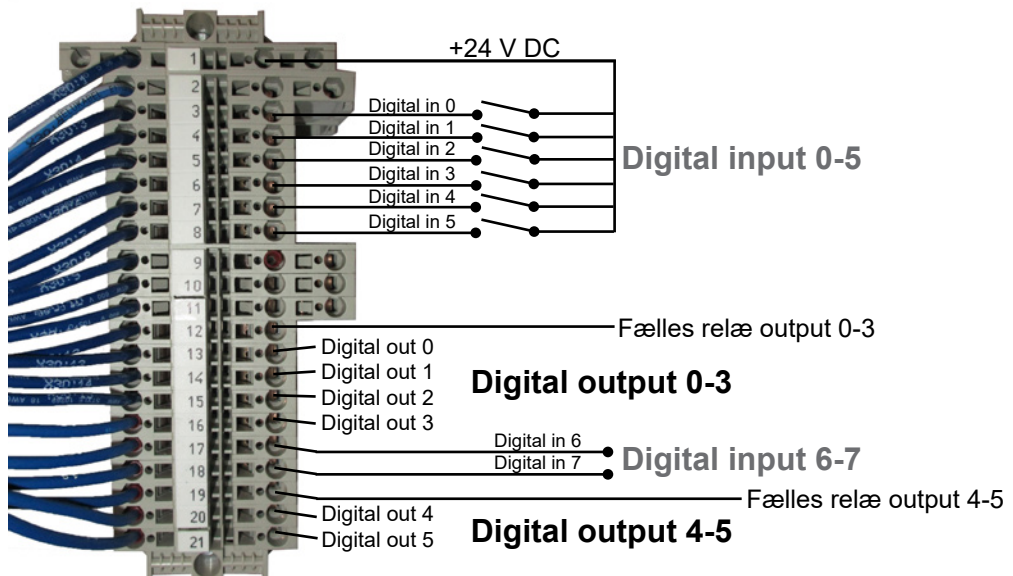 +24 V DC
1
2
3
4
5
6
7
8
9
10
11
12
13
14
15
16
17
18
19
20
21
Digital in 0
Digital in 1
Digital in 2
Digital in 3
Digital in 4
Digital in 5
Digital input 0-5
Fælles relæ output 0-3
Digital out 0
Digital out 1
Digital out 2
Digital out 3
Digital output 0-3
Digital in 6
Digital in 7
Digital input 6-7
Fælles relæ output 4-5
Digital out 4
Digital out 5
Digital output 4-5